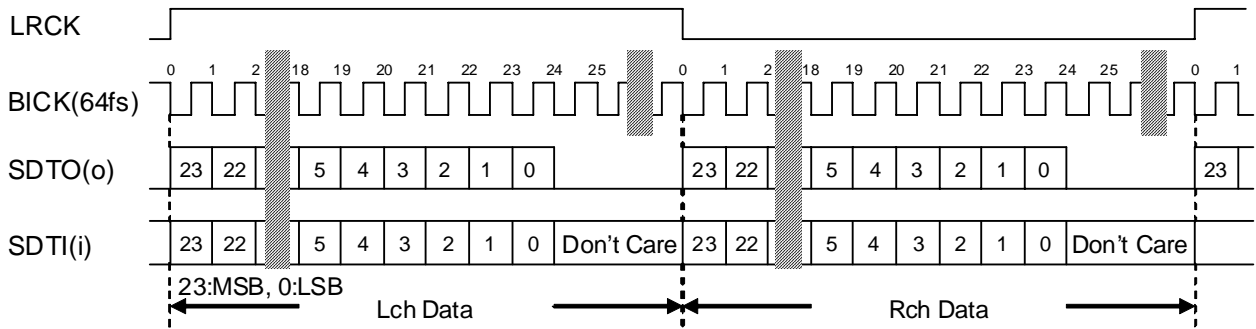 LRCK
0 1 2 18 19 20 21 22 23 24 25 0 1 2 18 19 20 21 22 23 24 25 0 1
BICK(64fs)
SDTO(o) 23 22 5 4 3 2 1 0 23 22 5 4 3 2 1 0 23
SDTI(i) 23 22 5 4 3 2 1 0 Don't Care 23 22 5 4 3 2 1 0 Don't Care
23:MSB, 0:LSB
Lch Data Rch Data